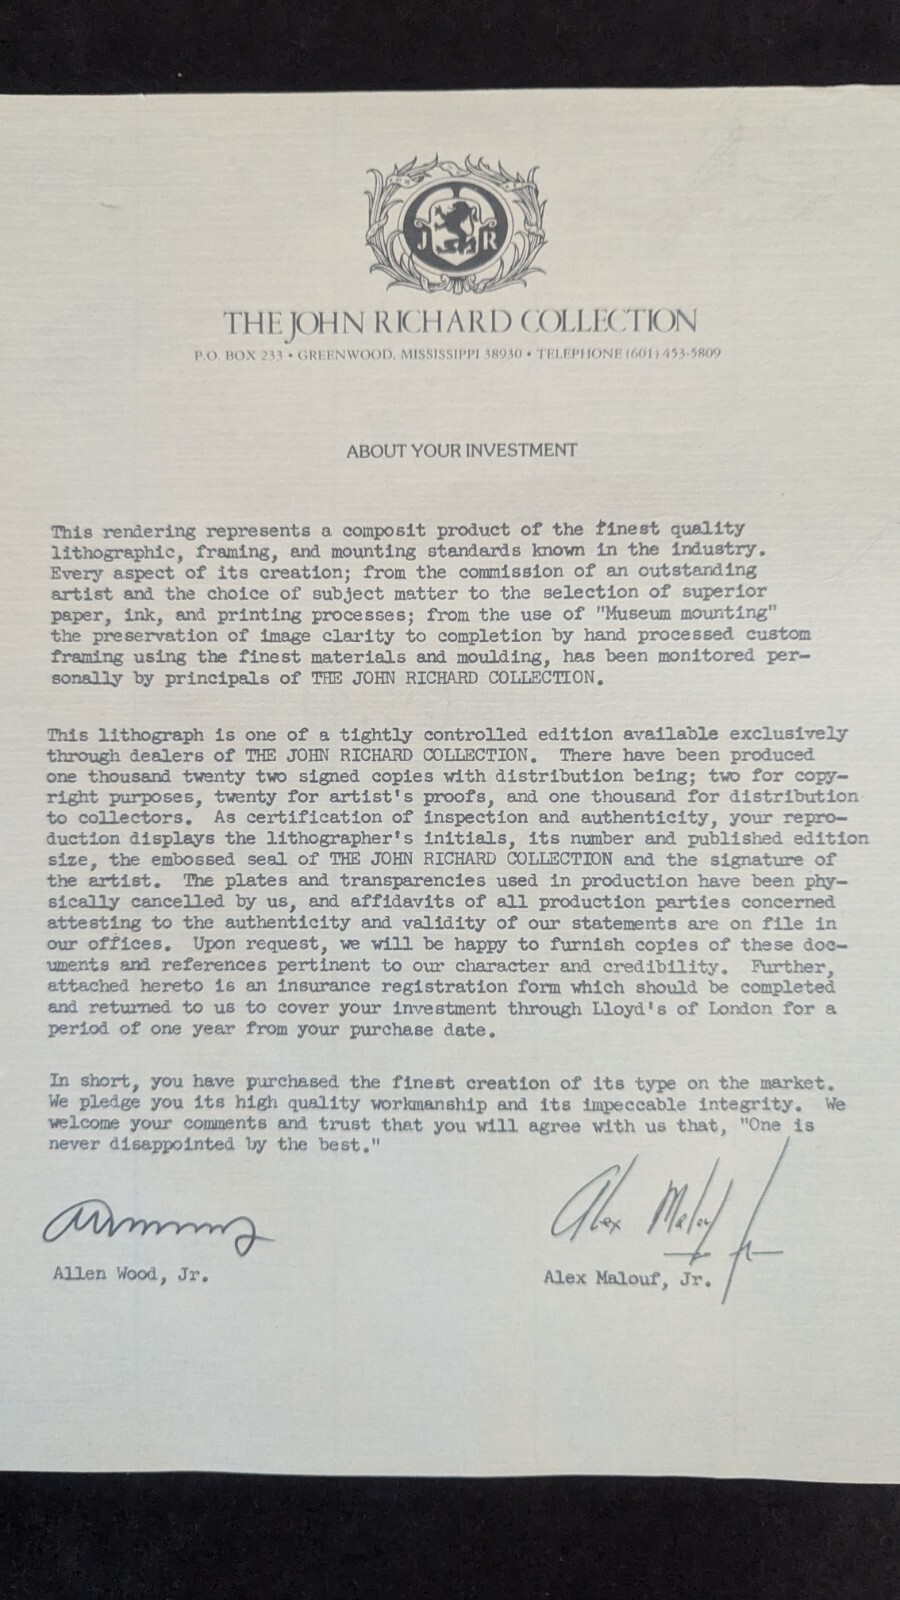 J R
THE JOHN RICHARD COLLECTION
P.O. BOX 233 • GREENWOOD, MISSISSIPPI 38930 • TELEPHONE (601) 453-5809
ABOUT YOUR INVESTMENT
This rendering represents a composit product of the finest quality
lithographic, framing, and mounting standards known in the industry.
Every aspect of its creation; from the commission of an outstanding
artist and the choice of subject matter to the selection of superior
paper, ink, and printing processes; from the use of "Museum mounting"
the preservation of image clarity to completion by hand processed custom
framing using the finest materials and moulding, has been monitored per-
sonally by principals of THE JOHN RICHARD COLLECTION.
This lithograph is one of a tightly controlled edition available exclusively
through dealers of THE JOHN RICHARD COLLECTION. There have been produced
one thousand twenty two signed copies with distribution being; two for copy-
right purposes, twenty for artist's proofs, and one thousand for distribution
to collectors. As certification of inspection and authenticity, your repro-
duction displays the lithographer's initials, its number and published edition
size, the embossed seal of THE JOHN RICHARD COLLECTION and the signature of
the artist. The plates and transparencies used in production have been phy-
sically cancelled by us, and affidavits of all production parties concerned
attesting to the authenticity and validity of our statements are on file in
our offices. Upon request, we will be happy to furnish copies of these doc-
uments and references pertinent to our character and credibility. Further,
attached hereto is an insurance registration form which should be completed
and returned to us to cover your investment through Lloyd's of London for a
period of one year from your purchase date.
In short, you have purchased the finest creation of its type on the market.
We pledge you its high quality workmanship and its impeccable integrity. We
welcome your comments and trust that you will agree with us that, "One is
never disappointed by the best."
Alex Malouf Jr
Allen Wood, Jr.
Alex Malouf, Jr.